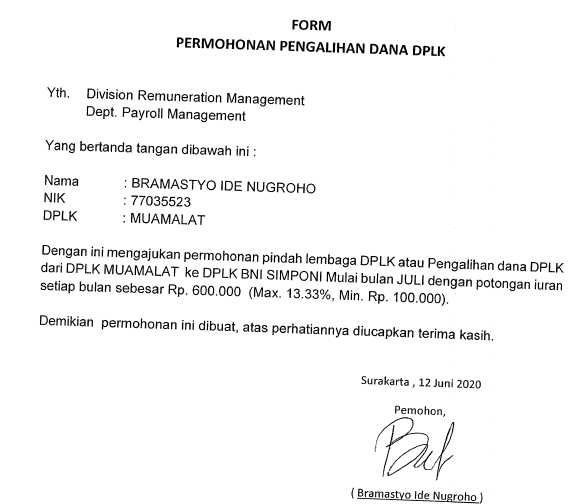 FORM
PERMOHONAN PENGALIHAN DANA DPLK
Yth. Division Remuneration Management
Dept. Payroll Management
Yang bertanda tangan dibawah ini :
Nama : BRAMASTYO IDE NUGROHO
NIK : 77035523
DPLK : MUAMALAT
Dengan ini mengajukan permohonan pindah lembaga DPLK atau Pengalihan dana DPLK
dari DPLK MUAMALAT ke DPLK BNI SIMPONI Mulai bulan JULI dengan potongan iuran
setiap bulan sebesar Rp. 600.000 (Max. 13.33%, Min. Rp. 100.000).
Demikian permohonan ini dibuat, atas perhatiannya diucapkan terima kasih.
Surakarta , 12 Juni 2020
Pemohon,
( Bramastyo Ide Nugroho )